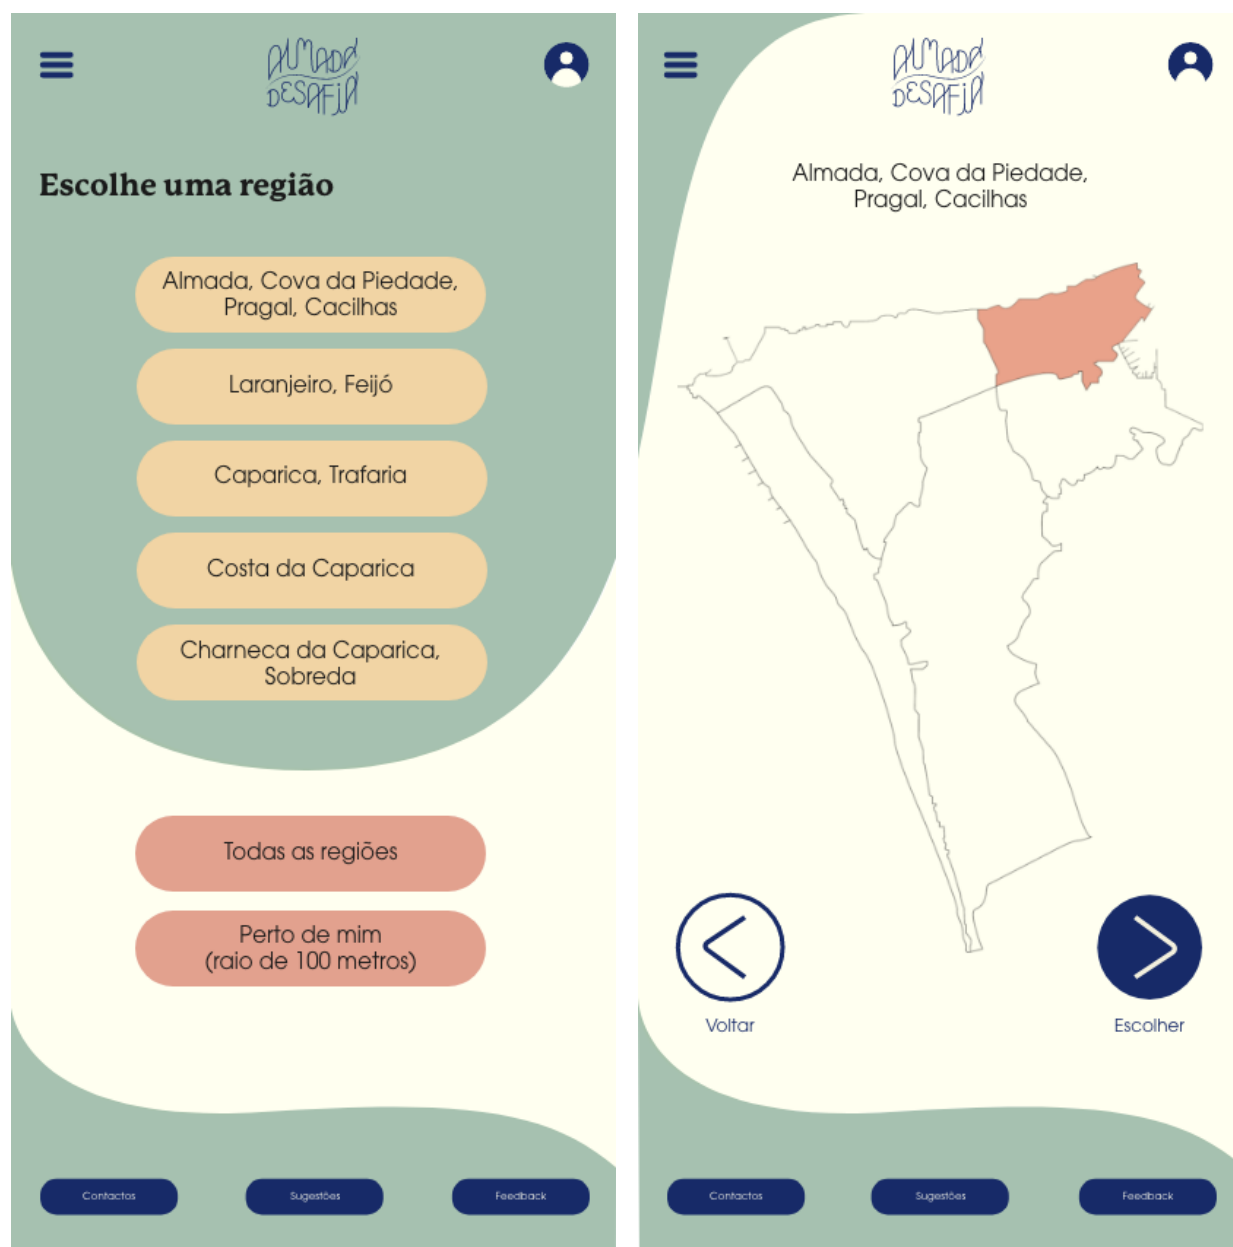 ALMADA
DESAFIA
Escolhe uma região
Almada, Cova da Piedade,
Pragal, Cacilhas
Laranjeiro, Feijó
Caparica, Trafaria
Costa da Caparica
Charneca da Caparica,
Sobreda
Todas as regiões
Perto de mim
(raio de 100 metros)
Contactos
Sugestões
Feedback
ALMADA
DESAFIA
Almada, Cova da Piedade,
Pragal, Cacilhas
Voltar
Escolher
Contactos
Sugestões
Feedback